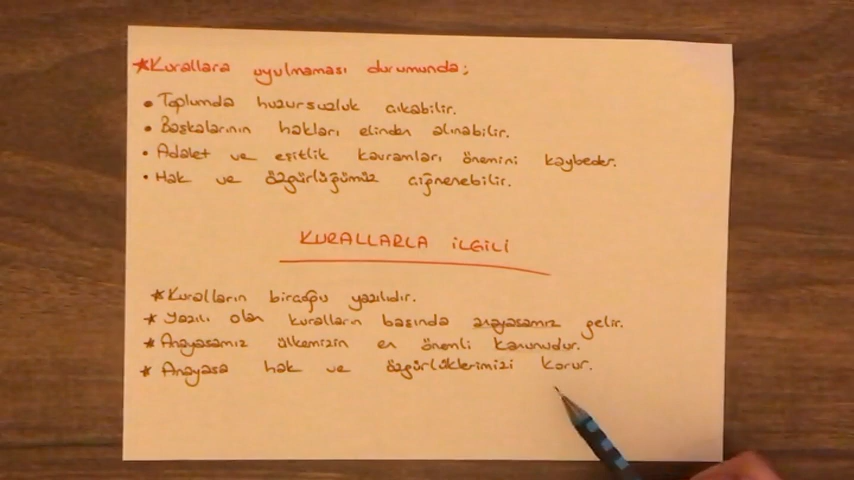 ★Kurallara uyulmaması durumunda;
• Toplumda huzursuzluk çıkabilir.
• Başkalarının hakları elinden alınabilir.
• Adalet ve eşitlik kavramları önemini kaybeder.
• Hak ve özgürlüğümüz çiğnenebilir.
KURALLARLA İLGİLİ
★Kuralların birçoğu yazılıdır.
★ Yazılı olan kuralların başında anayasamız gelir.
★ Anayasamız ülkemizin en önemli kanunudur.
★ Anayasa hak ve özgürlüklerimizi korur.